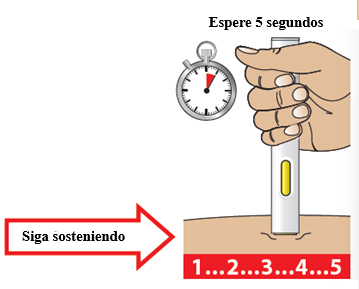 Espere 5 segundos
Siga sosteniendo
1...2...3...4...5